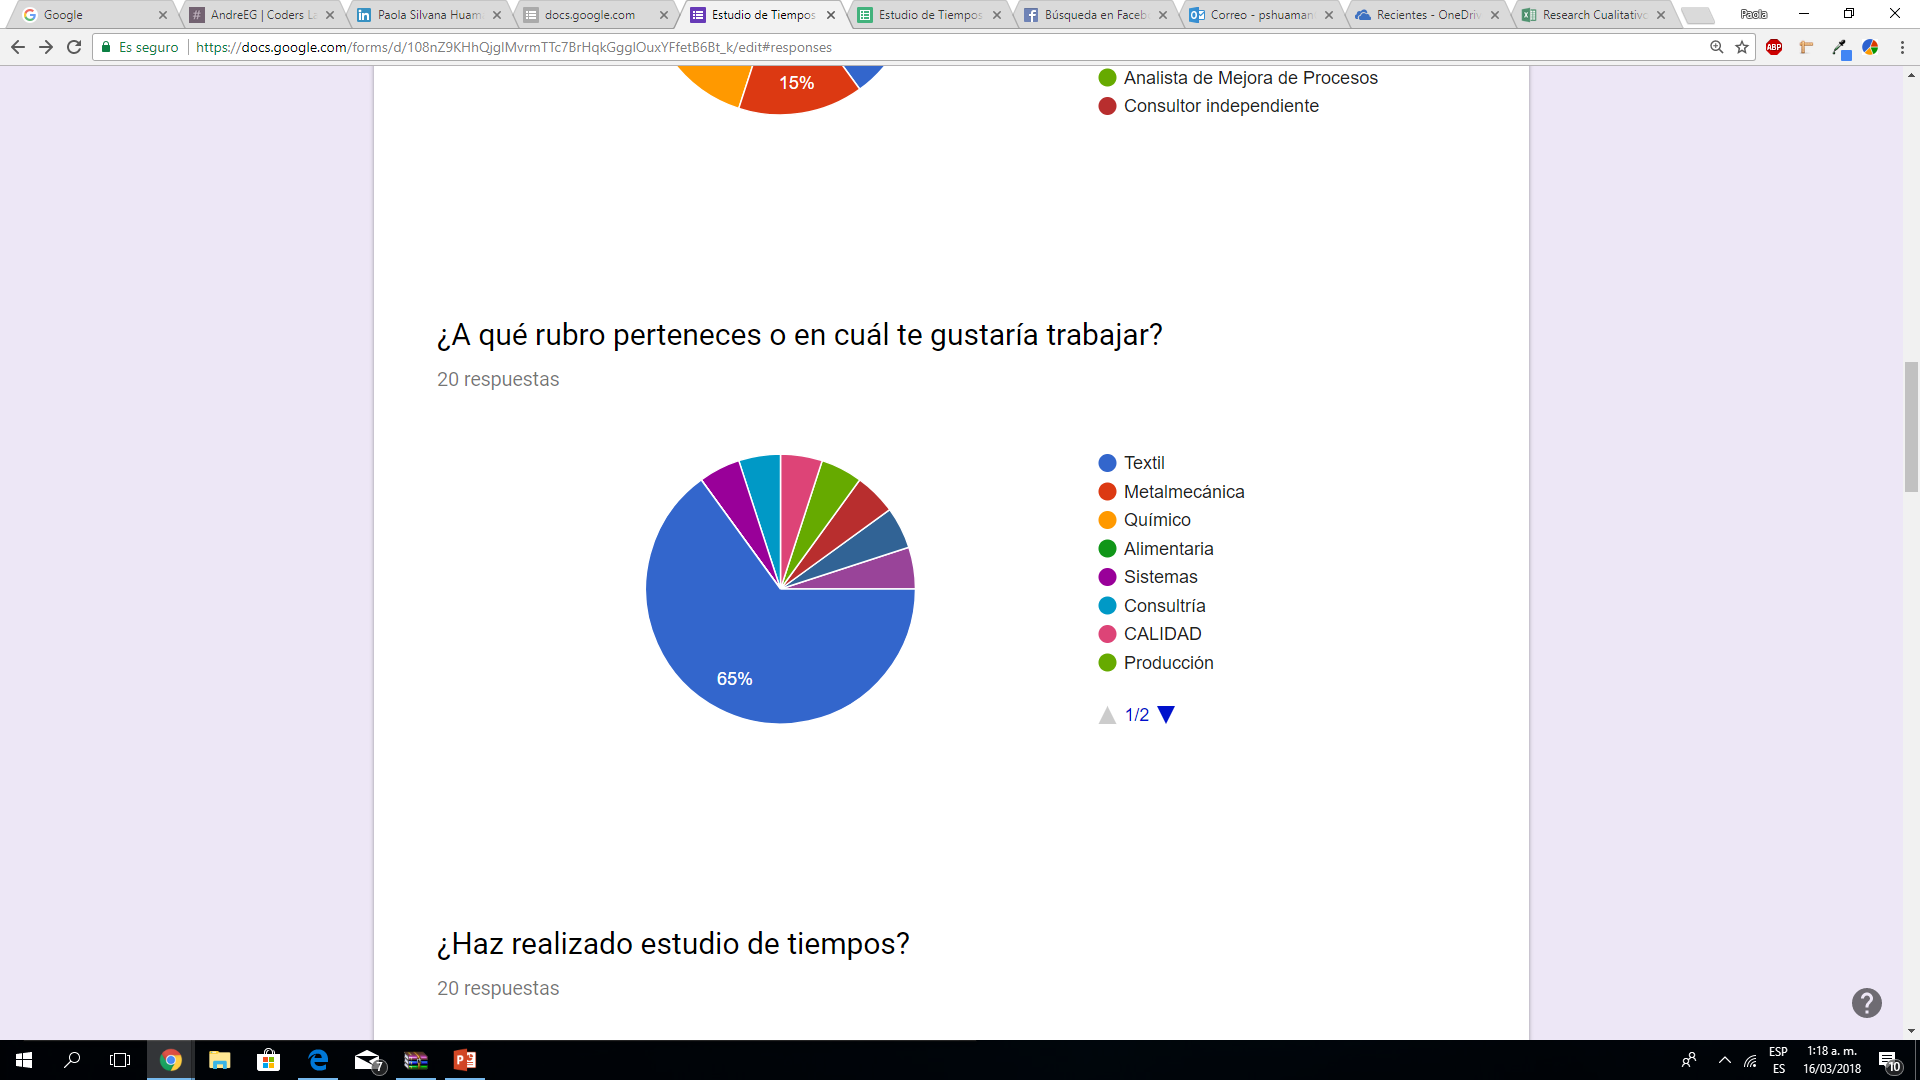 Google
AndreEG | Coders La
Paola Silvana Huam
docs.google.com
Estudio de Tiempos
Estudio de Tiempos
Búsqueda en Faceb
Correo - pshuaman
Recientes - OneDriv
Research Cualitativo
Paola
Es seguro
https://docs.google.com/forms/d/108nZ9KHhQjgIMvrmTTc7BrHqkGgglOuxYFfetB6Bt_k/edit#responses
ABP
15%
Analista de Mejora de Procesos
Consultor independiente
¿A qué rubro perteneces o en cuál te gustaría trabajar?
20 respuestas
65%
Textil
Metalmecánica
Químico
Alimentaria
Sistemas
Consultría
CALIDAD
Producción
1/2
¿Haz realizado estudio de tiempos?
20 respuestas
7
ESP
ES
1:18 a. m.
16/03/2018
10